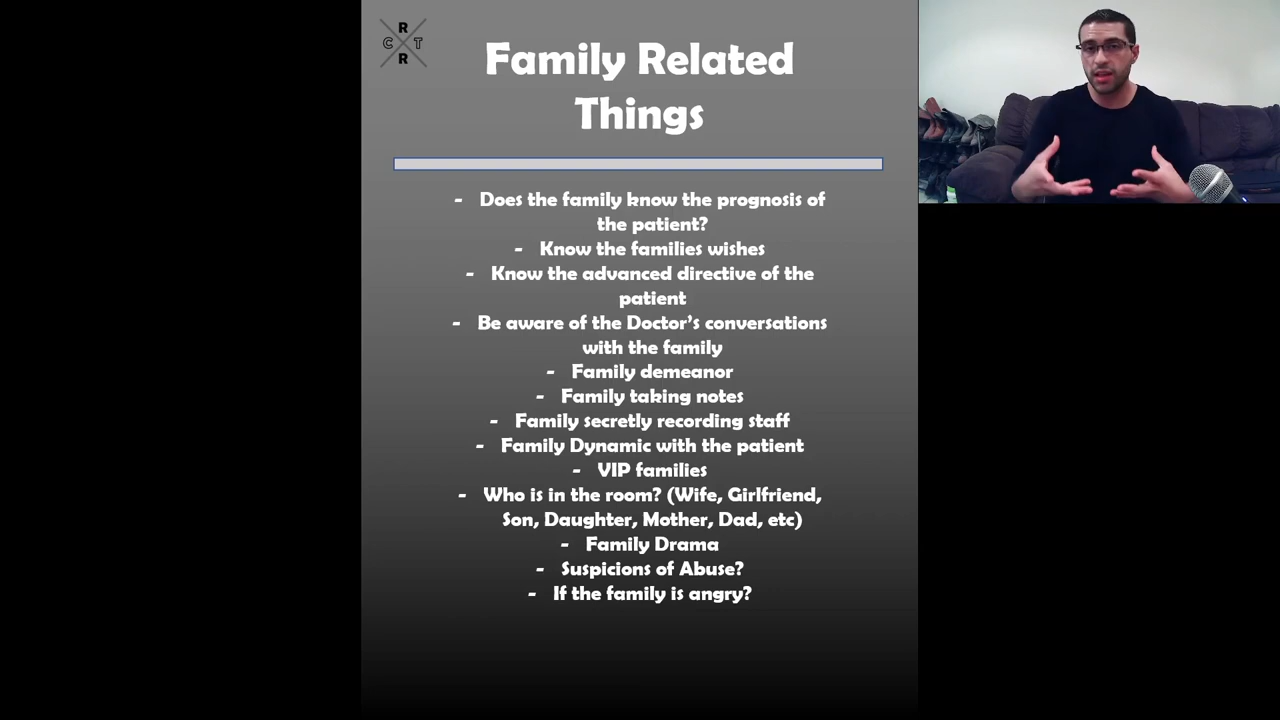 R
C T
R
Family Related
Things
- Does the family know the prognosis of
the patient?
- Know the families wishes
- Know the advanced directive of the
patient
- Be aware of the Doctor's conversations
with the family
- Family demeanor
- Family taking notes
- Family secretly recording staff
- Family Dynamic with the patient
- VIP families
- Who is in the room? (Wife, Girlfriend,
Son, Daughter, Mother, Dad, etc)
- Family Drama
- Suspicions of Abuse?
- If the family is angry?